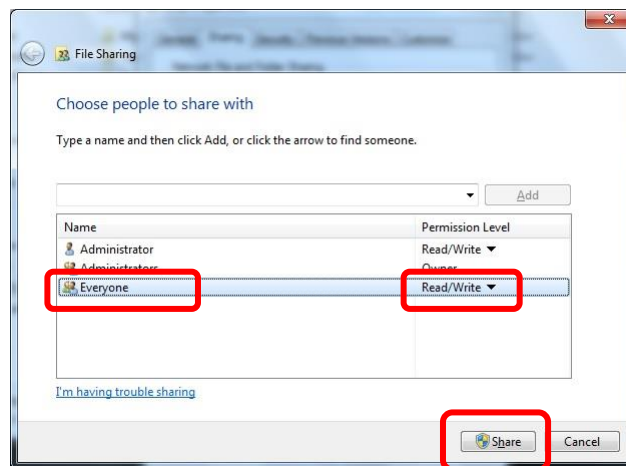 File Sharing
Choose people to share with
Type a name and then click Add, or click the arrow to find someone.
Add
Name Permission Level
Administrator Read/Write
Administrators Owner
Everyone Read/Write
I'm having trouble sharing
Share Cancel